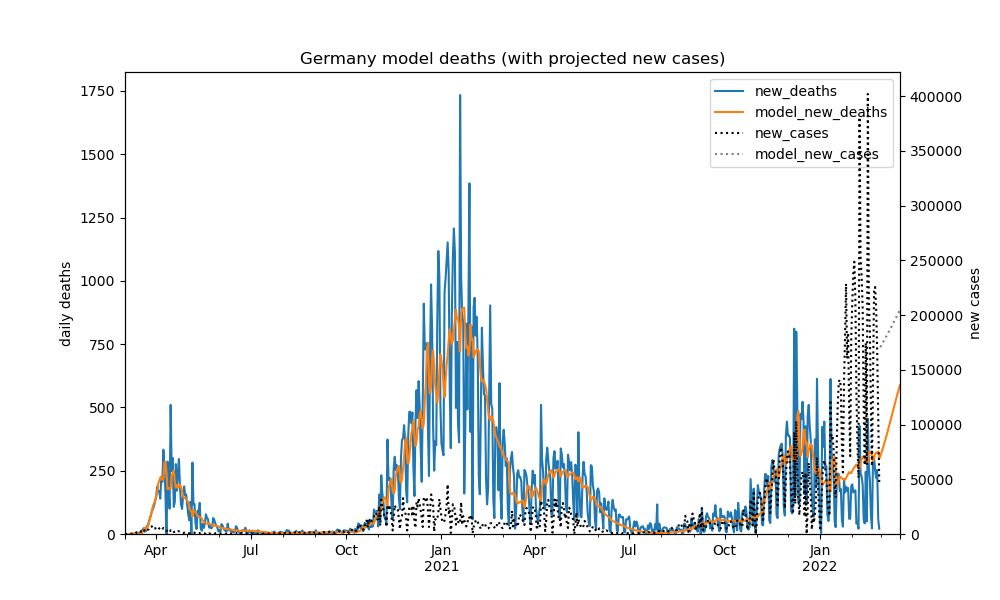 Germany model deaths (with projected new cases)
new_deaths
model_new_deaths
new_cases
model_new_cases
daily deaths
new cases
1750
1500
1250
1000
750
500
250
0
400000
350000
300000
250000
200000
150000
100000
50000
0
Apr
Jul
Oct
Jan
2021
Apr
Jul
Oct
Jan
2022